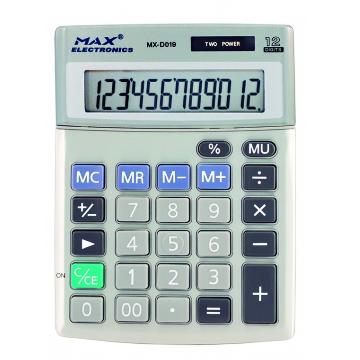 MAX ELECTRONICS MX-D019 TWO POWER 12 DIGITS
123456789012.
% MU
MC MR M- M+ ÷
+/- 7 8 9 ×
▶ 4 5 6 -
ON C/CE 1 2 3 +
0 00 · =